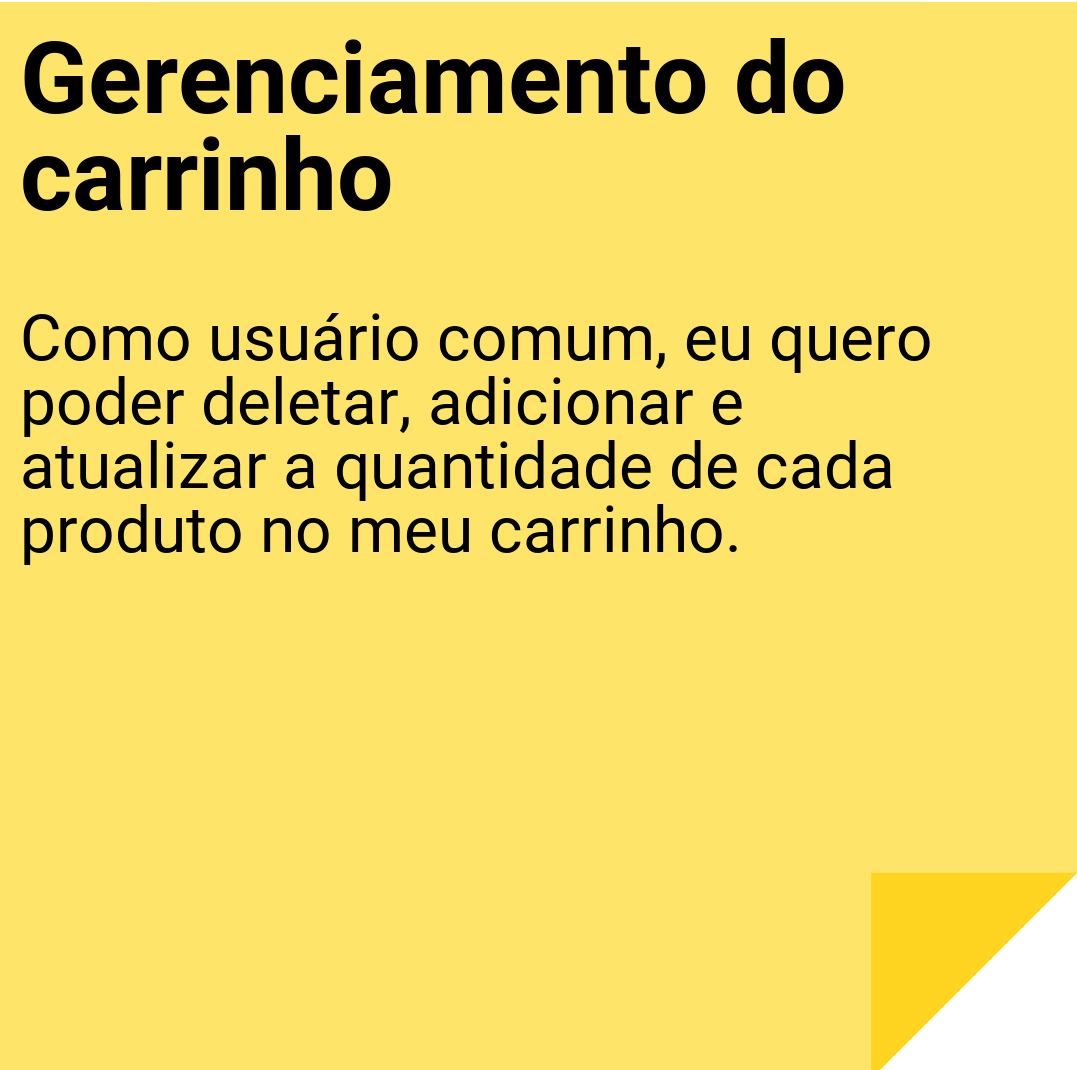 Gerenciamento do
carrinho
Como usuário comum, eu quero
poder deletar, adicionar e
atualizar a quantidade de cada
produto no meu carrinho.